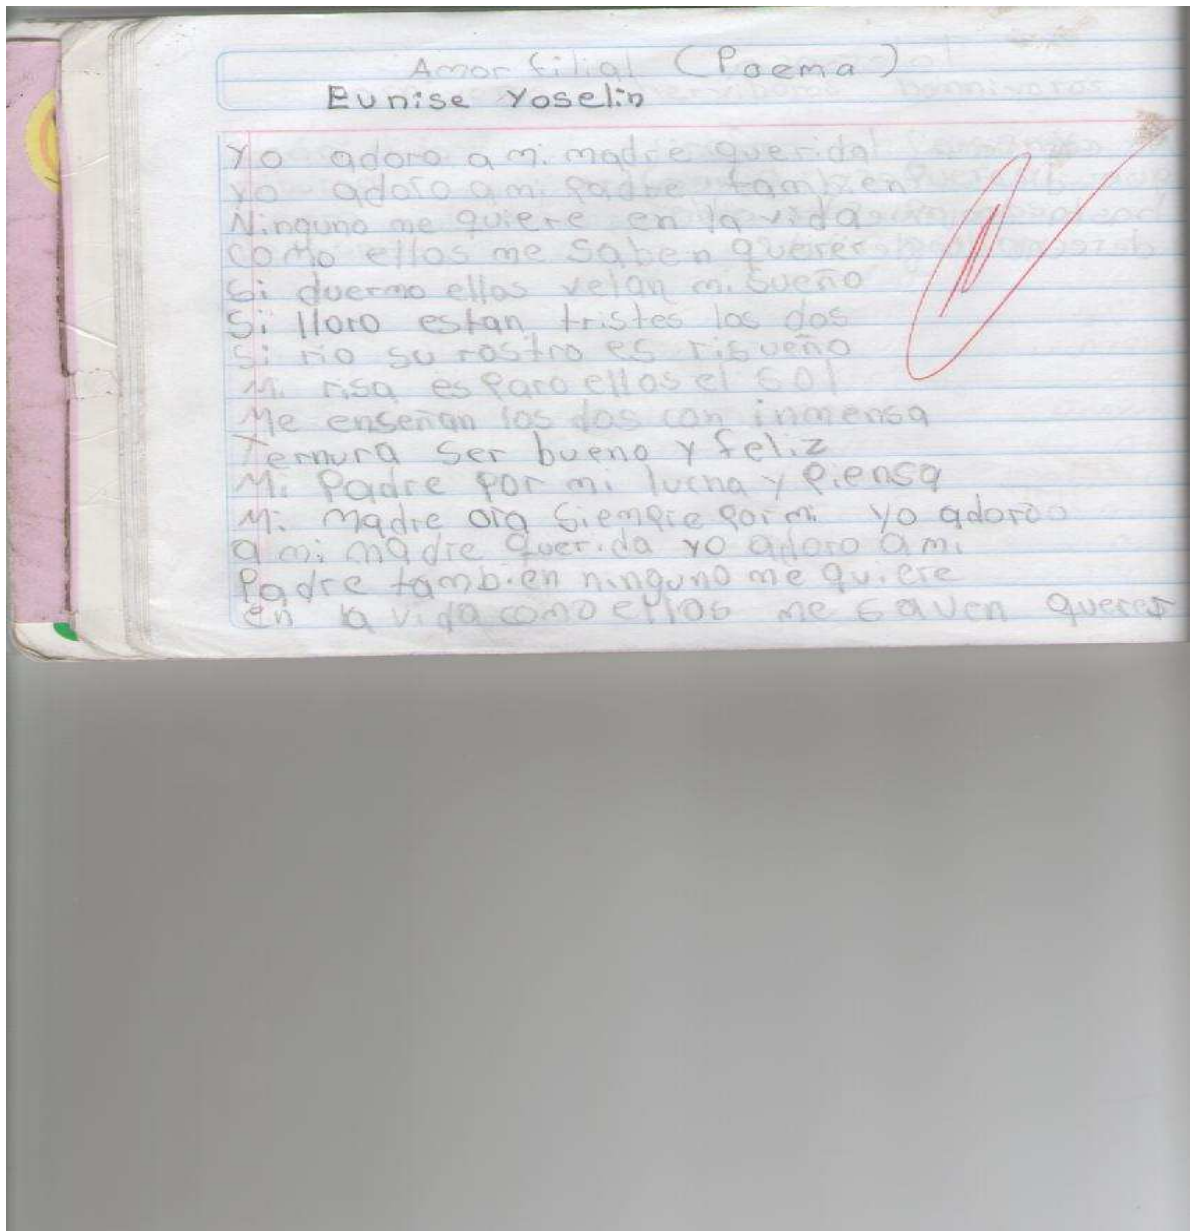 Amor filial (Poema)
Eunise Yoselin
Yo adoro a mi madre querida
yo adoro a mi padre tambien
Ninguno me quiere en la vida
como ellos me saben querer
Si duermo ellos velan mi sueño
Si lloro estan tristes los dos
Si rio su rostro es risueño
Mi risa es para ellos el sol
Me enseñan los dos con inmensa
Ternura ser bueno y feliz
Mi Padre por mi lucha y piensa
Mi madre ora siempre por mi yo adoro
a mi madre querida yo adoro a mi
Padre tambien ninguno me quiere
en la vida como ellos me saven querer